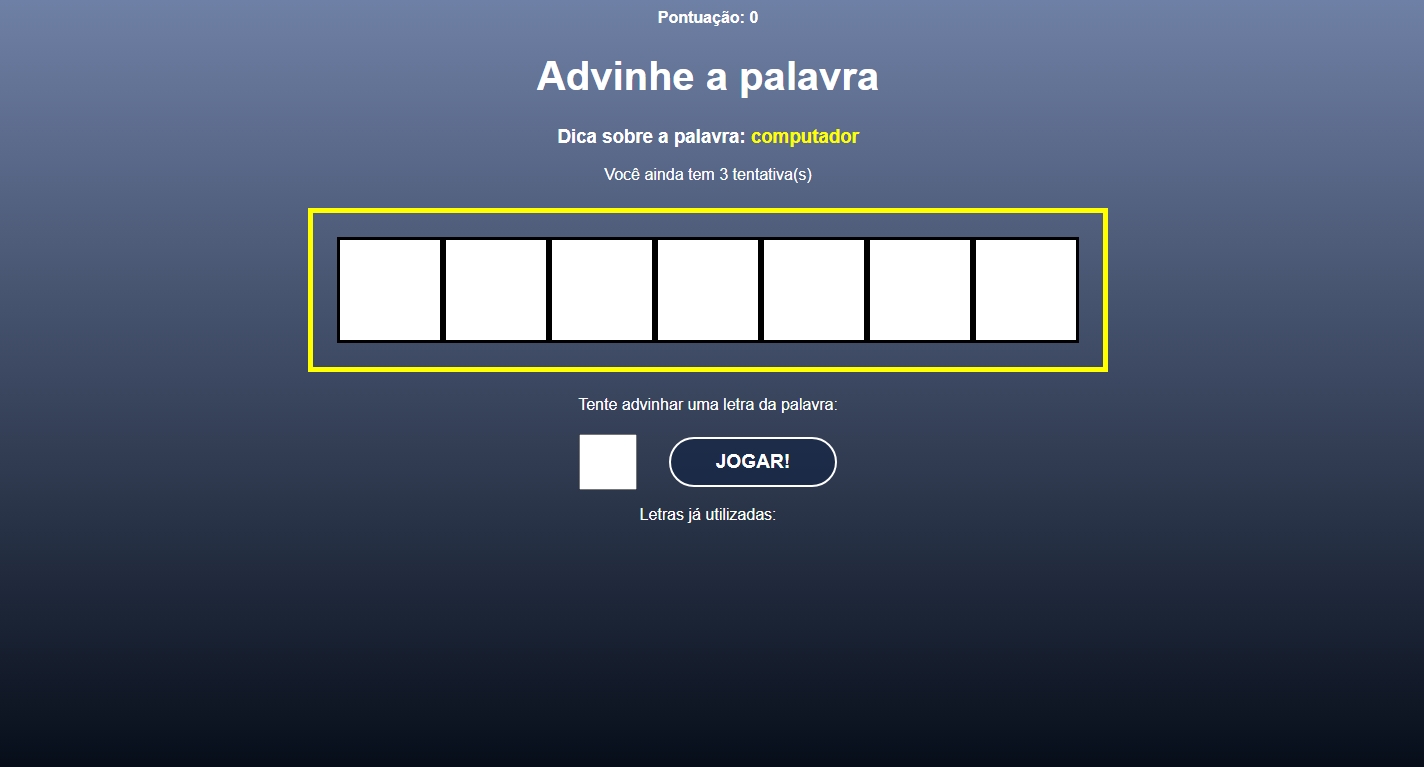 Pontuação: 0
Advinhe a palavra
Dica sobre a palavra: computador
Você ainda tem 3 tentativa(s)
Tente advinhar uma letra da palavra:
JOGAR!
Letras já utilizadas: